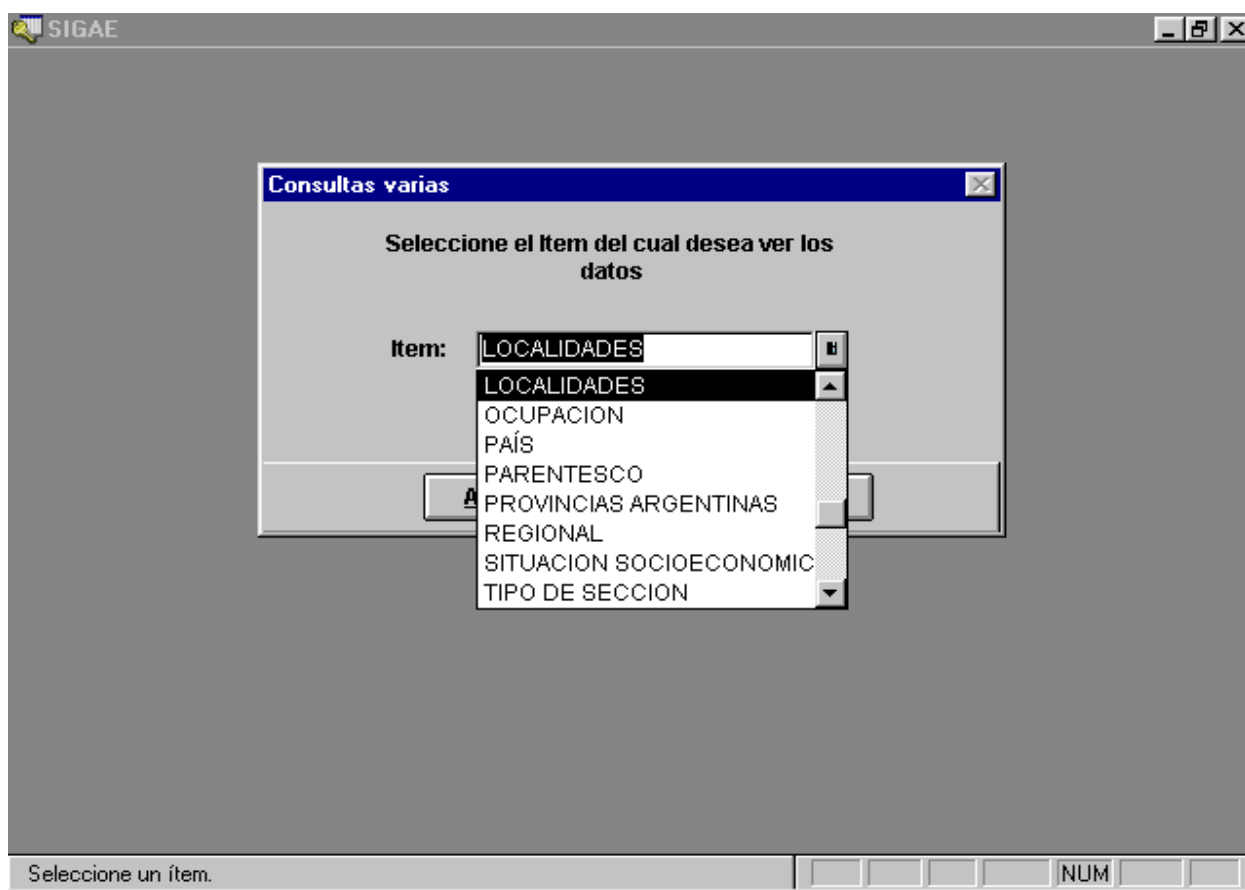 SIGAE
Consultas varias
Seleccione el Item del cual desea ver los
datos
Item:
LOCALIDADES
LOCALIDADES
OCUPACION
PAÍS
PARENTESCO
PROVINCIAS ARGENTINAS
REGIONAL
SITUACION SOCIOECONOMIC
TIPO DE SECCION
Seleccione un ítem.
NUM